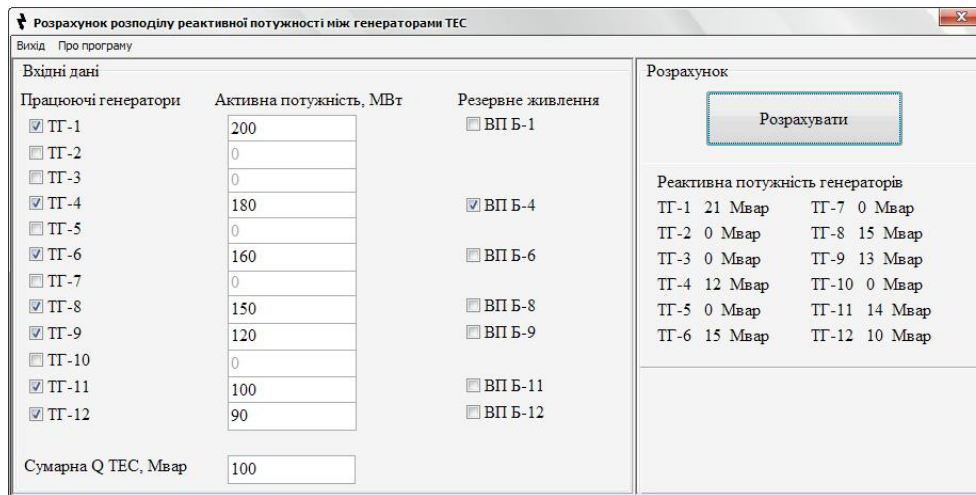 Розрахунок розподілу реактивної потужності між генераторами ТЕС
Вихід Про програму
Вхідні дані
Працюючі генератори Активна потужність, МВт Резервне живлення
ТГ-1 200 ВП Б-1
ТГ-2 0
ТГ-3 0
ТГ-4 180 ВП Б-4
ТГ-5 0
ТГ-6 160 ВП Б-6
ТГ-7 0
ТГ-8 150 ВП Б-8
ТГ-9 120 ВП Б-9
ТГ-10 0
ТГ-11 100 ВП Б-11
ТГ-12 90 ВП Б-12
Сумарна Q ТЕС, Мвар 100
Розрахунок
Розрахувати
Реактивна потужність генераторів
ТГ-1 21 Мвар ТГ-7 0 Мвар
ТГ-2 0 Мвар ТГ-8 15 Мвар
ТГ-3 0 Мвар ТГ-9 13 Мвар
ТГ-4 12 Мвар ТГ-10 0 Мвар
ТГ-5 0 Мвар ТГ-11 14 Мвар
ТГ-6 15 Мвар ТГ-12 10 Мвар